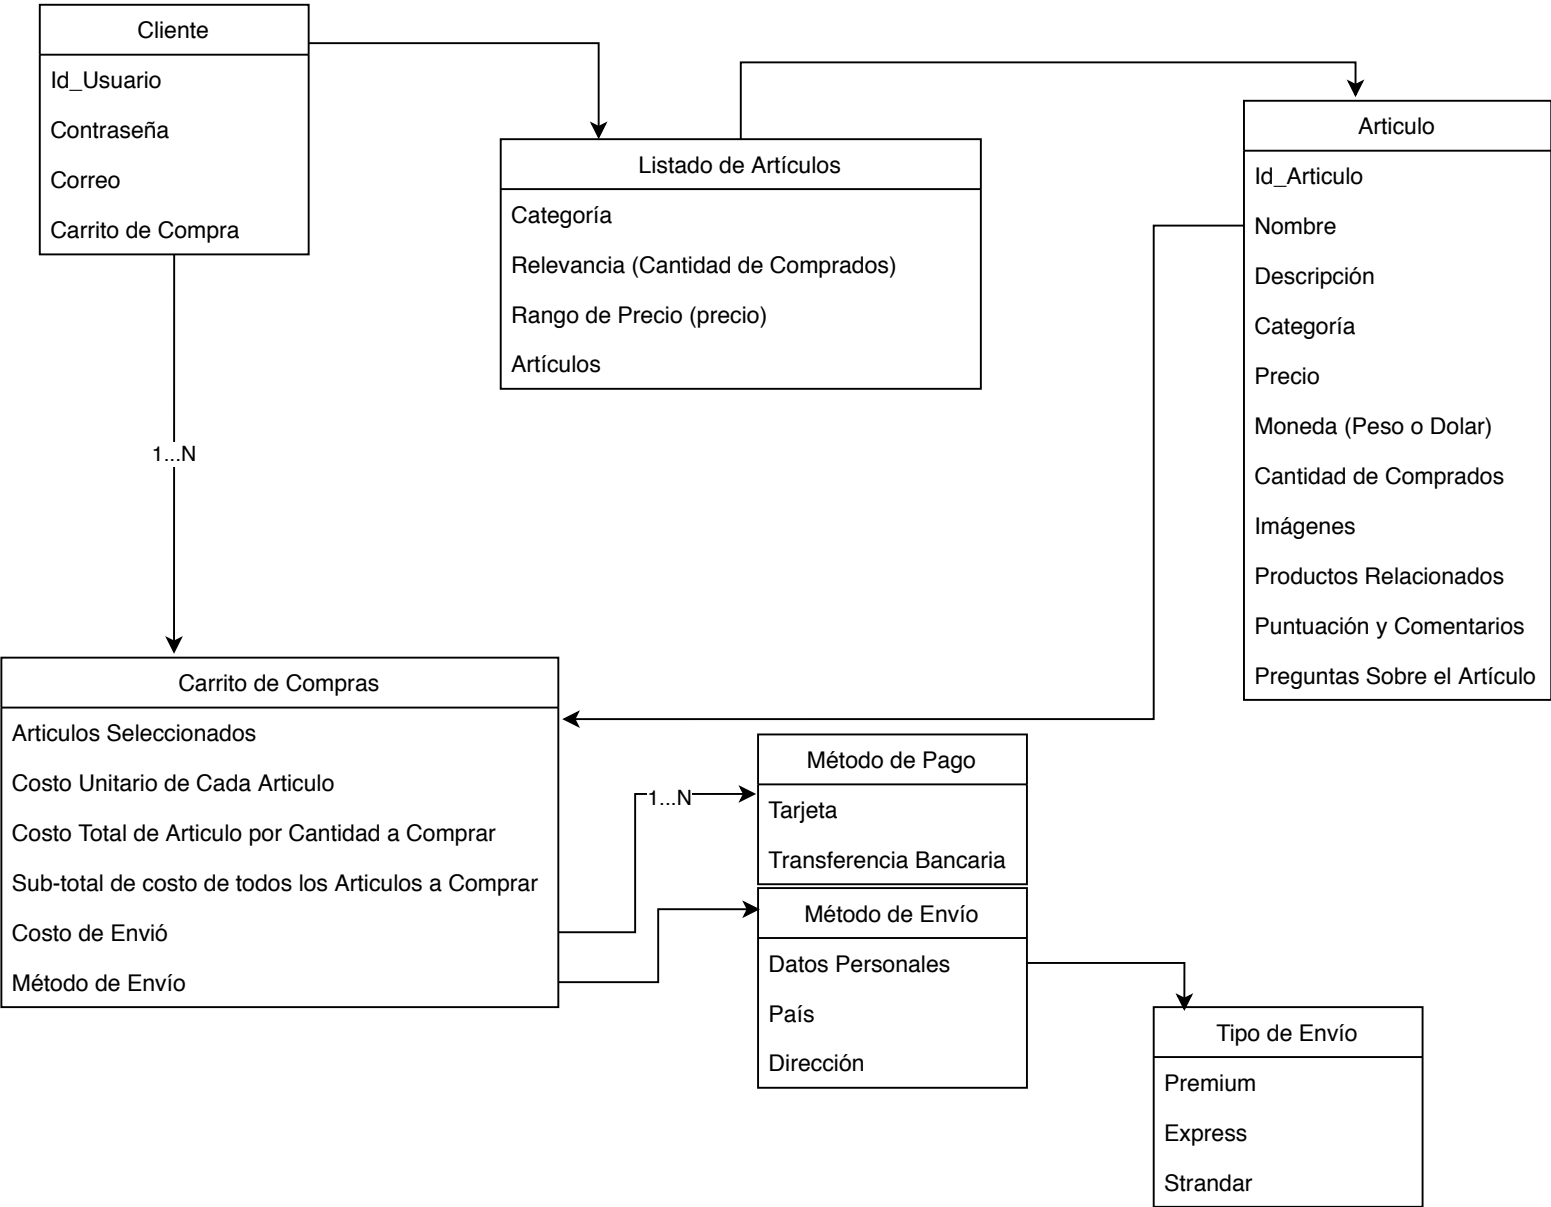 Cliente
Id_Usuario
Contraseña
Correo
Carrito de Compra
Listado de Artículos
Categoría
Relevancia (Cantidad de Comprados)
Rango de Precio (precio)
Artículos
Articulo
Id_Articulo
Nombre
Descripción
Categoría
Precio
Moneda (Peso o Dolar)
Cantidad de Comprados
Imágenes
Productos Relacionados
Puntuación y Comentarios
Preguntas Sobre el Artículo
1...N
Carrito de Compras
Articulos Seleccionados
Costo Unitario de Cada Articulo
Costo Total de Articulo por Cantidad a Comprar
Sub-total de costo de todos los Articulos a Comprar
Costo de Envió
Método de Envío
1...N
Método de Pago
Tarjeta
Transferencia Bancaria
Método de Envío
Datos Personales
País
Dirección
Tipo de Envío
Premium
Express
Strandar